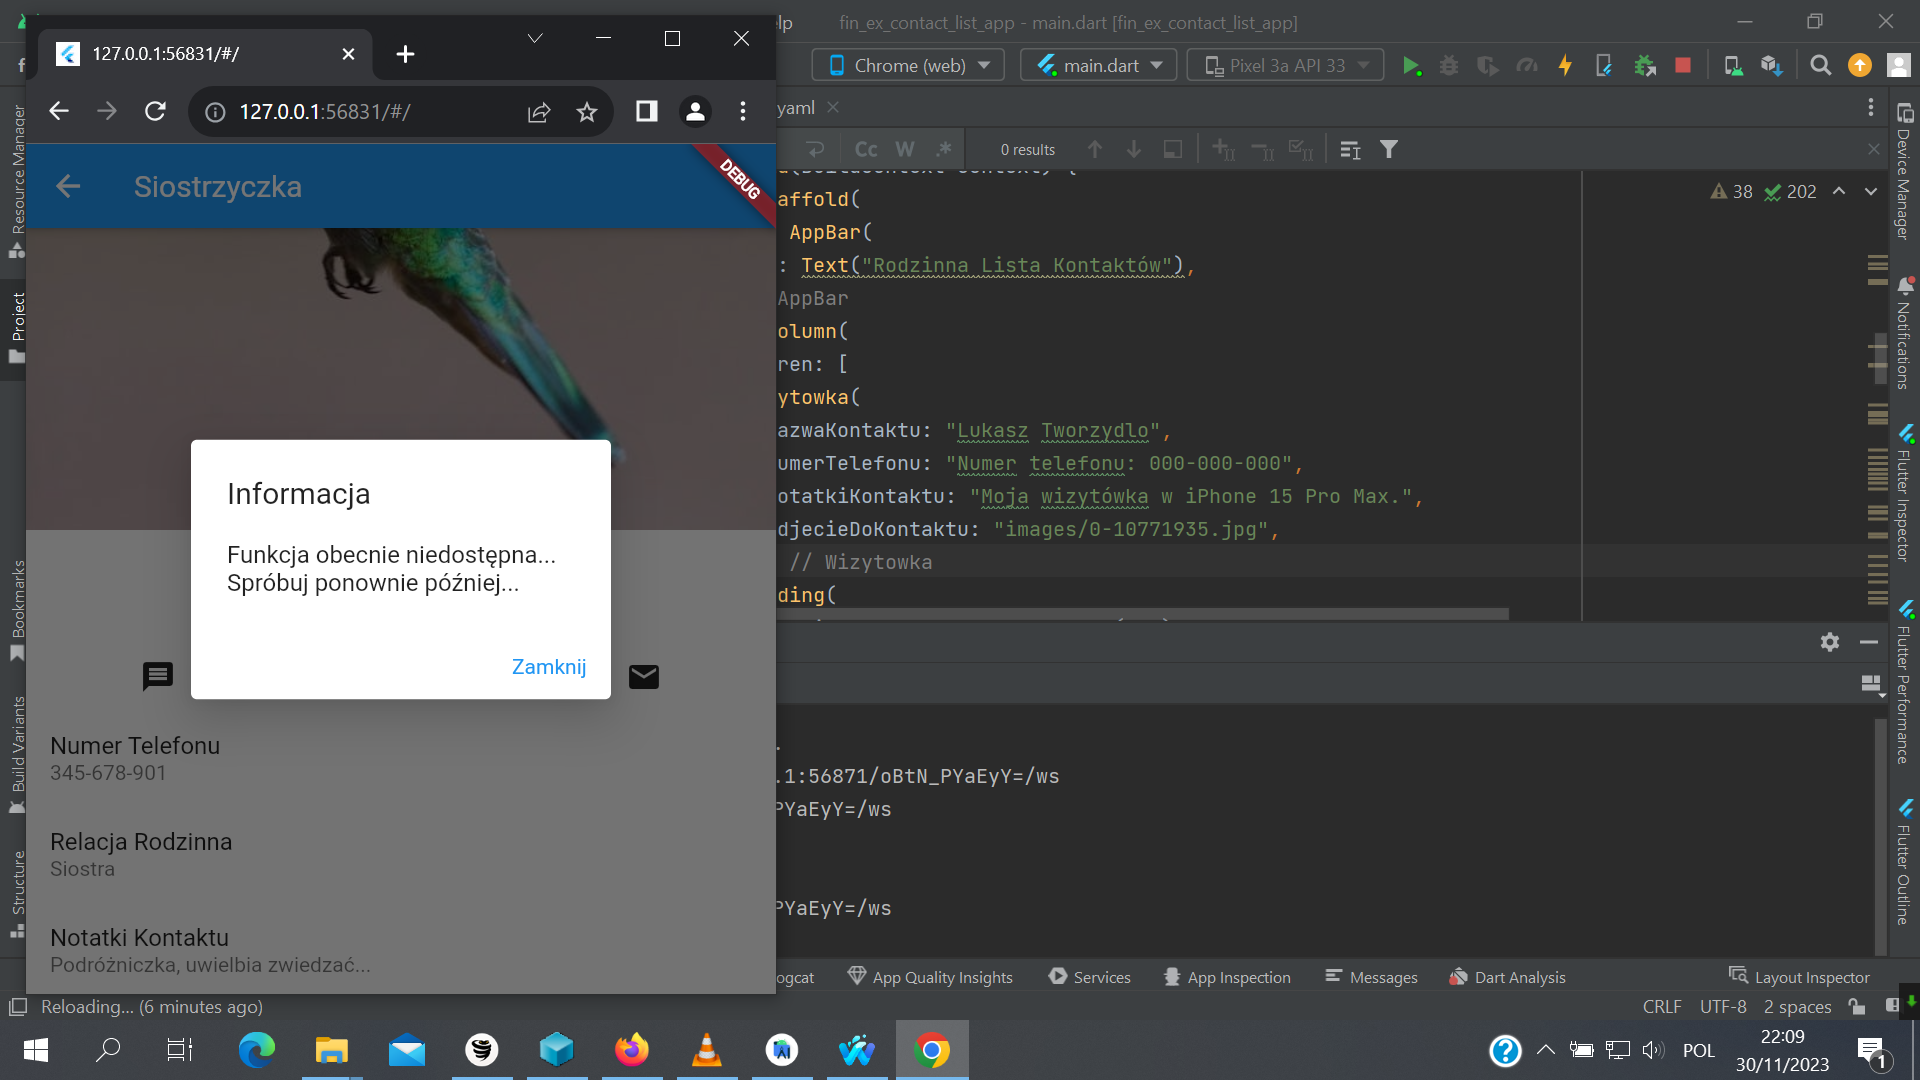 lp
fin_ex_contact_list_app - main.dart [fin_ex_contact_list_app]
127.0.0.1:56831/#/
Chrome (web)
main.dart
Pixel 3a API 33
127.0.0.1:56831/#/
yaml
Cc W .*
0 results
Siostrzyczka
DEBUG
38
202
affold(
AppBar(
: Text("Rodzinna Lista Kontaktów"),
AppBar
olumn(
ren: [
ytowka(
azwaKontaktu: "Lukasz Tworzydlo",
umerTelefonu: "Numer telefonu: 000-000-000",
otatkiKontaktu: "Moja wizytówka w iPhone 15 Pro Max.",
djecieDoKontaktu: "images/0-10771935.jpg",
// Wizytowka
ding(
Informacja
Funkcja obecnie niedostępna...
Spróbuj ponownie później...
Zamknij
Numer Telefonu
345-678-901
Relacja Rodzinna
Siostra
Notatki Kontaktu
Podróżniczka, uwielbia zwiedzać...
.1:56871/oBtN_PYaEyY=/ws
PYaEyY=/ws
PYaEyY=/ws
Resource Manager
Project
Bookmarks
Build Variants
Structure
Device Manager
Notifications
Flutter Inspector
Flutter Performance
Flutter Outline
ogcat
App Quality Insights
Services
App Inspection
Messages
Dart Analysis
Layout Inspector
Reloading... (6 minutes ago)
CRLF
UTF-8
2 spaces
POL
22:09
30/11/2023
1